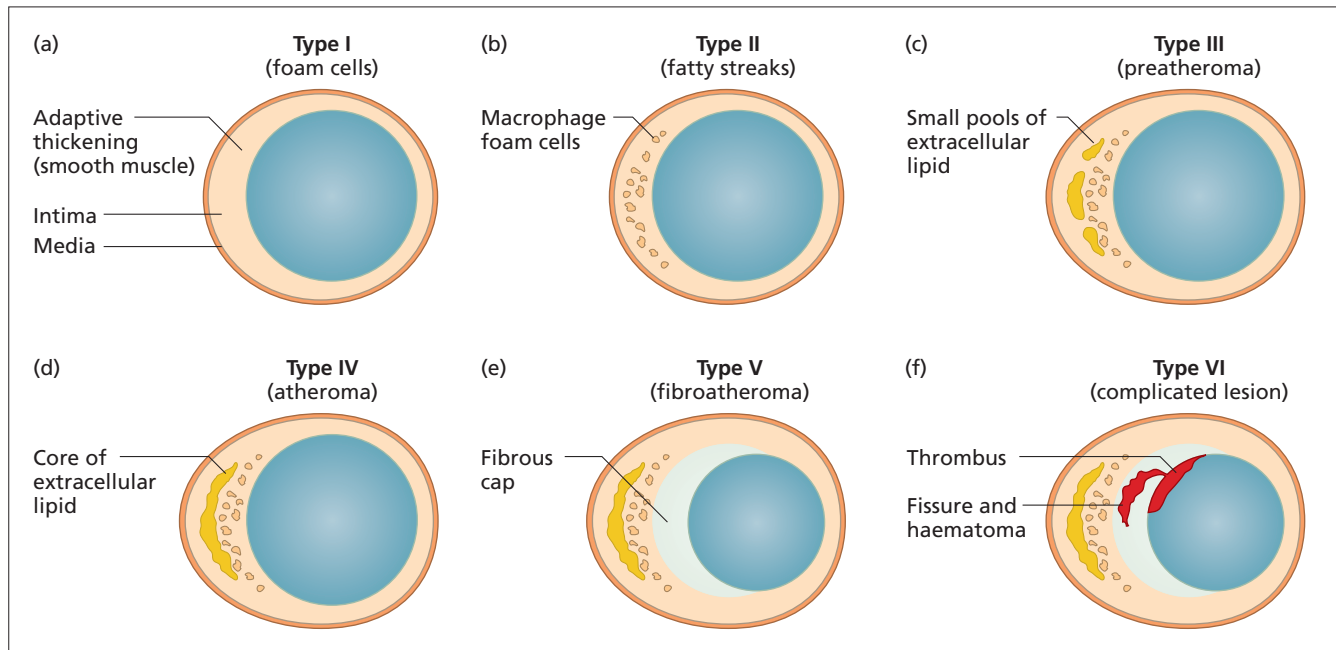 (a)
Type I
(foam cells)
Adaptive
thickening
(smooth muscle)
Intima
Media
(b)
Type II
(fatty streaks)
Macrophage
foam cells
(c)
Type III
(preatheroma)
Small pools of
extracellular
lipid
(d)
Type IV
(atheroma)
Core of
extracellular
lipid
(e)
Type V
(fibroatheroma)
Fibrous
cap
(f)
Type VI
(complicated lesion)
Thrombus
Fissure and
haematoma